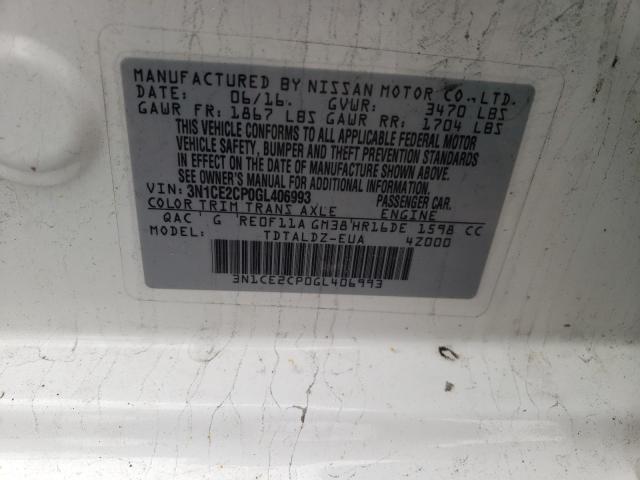 MANUFACTURED BY NISSAN MOTOR CO., LTD.
DATE: 06/16. GVWR: 3470 LBS
GAWR FR: 1867 LBS GAWR RR: 1704 LBS
THIS VEHICLE CONFORMS TO ALL APPLICABLE FEDERAL MOTOR
VEHICLE SAFETY, BUMPER AND THEFT PREVENTION STANDARDS
IN EFFECT ON THE DATE OF MANUFACTURE SHOWN ABOVE.
SEE OWNER'S MANUAL FOR ADDITIONAL INFORMATION.
VIN: 3N1CE2CP0GL406993 PASSENGER CAR.
COLOR TRIM TRANS AXLE ENGINE
QAC ' G 'RE0F11A GM38'HR16DE 1598 CC
MODEL: TDTALDZ-EUA 4Z000
3N1CE2CP0GL406993